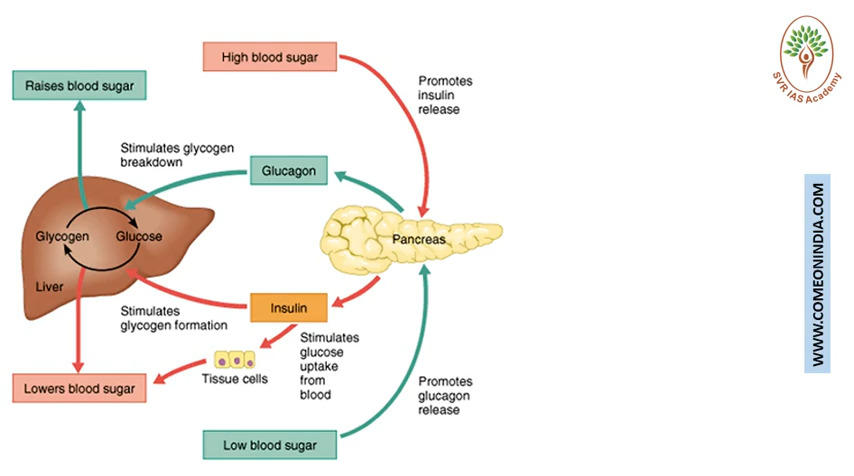 High blood sugar
Raises blood sugar
Promotes
insulin
release
Stimulates glycogen
breakdown
Glucagon
Glycogen
Glucose
Pancreas
Liver
Stimulates
glycogen formation
Insulin
Stimulates
glucose
uptake
from
blood
Tissue cells
Lowers blood sugar
Promotes
glucagon
release
Low blood sugar
SVR IAS Academy
WWW.COMEONINDIA.COM